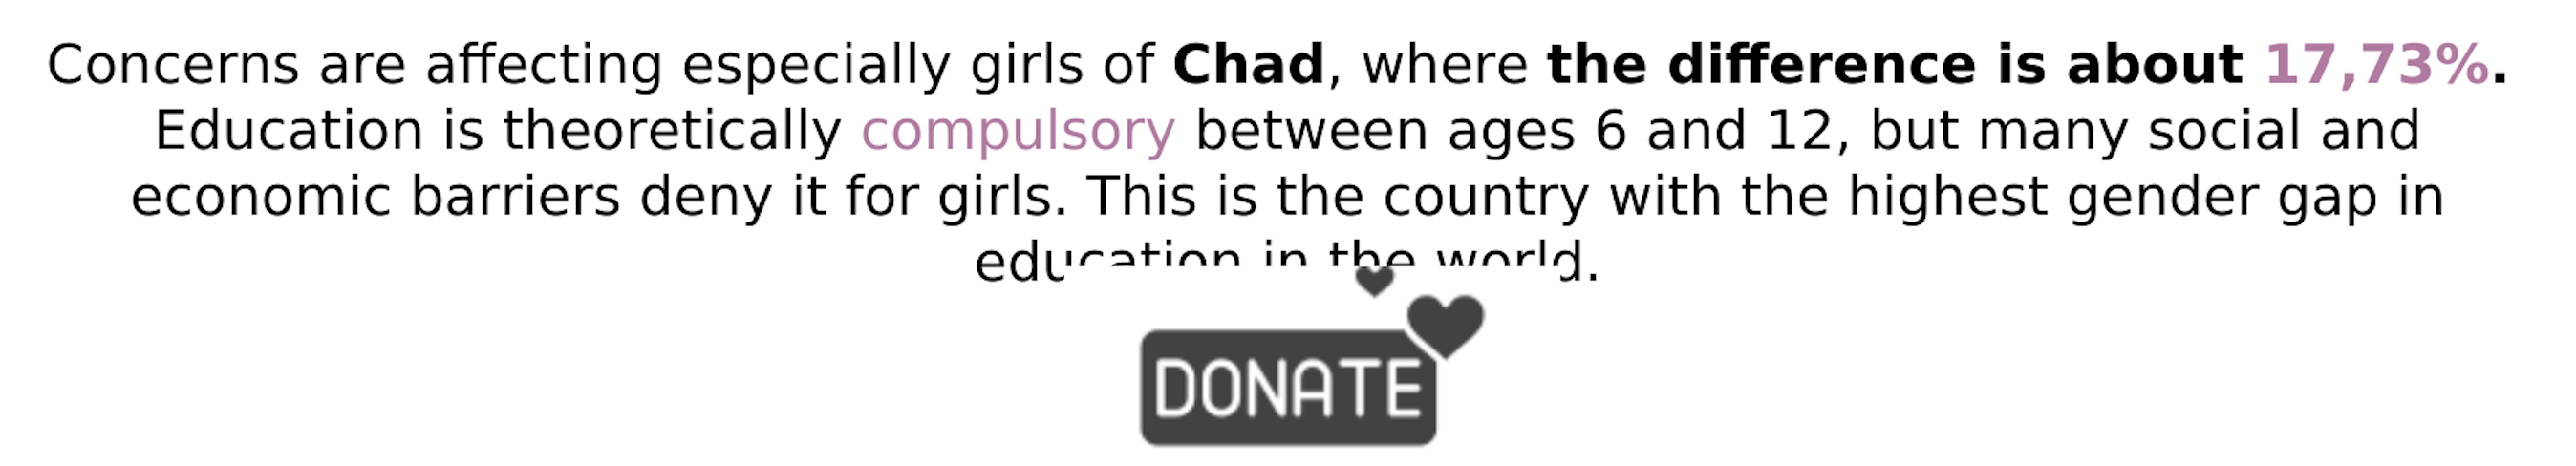 Concerns are affecting especially girls of Chad, where the difference is about 17,73%.
Education is theoretically compulsory between ages 6 and 12, but many social and
economic barriers deny it for girls. This is the country with the highest gender gap in
education in the world.
DONATE